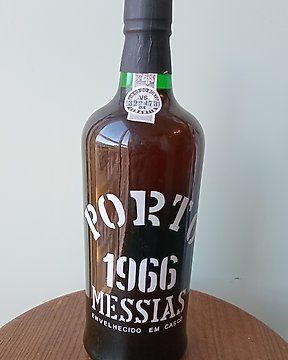 PORTO
1966
MESSIAS
ENVELHECIDO EM CASCO